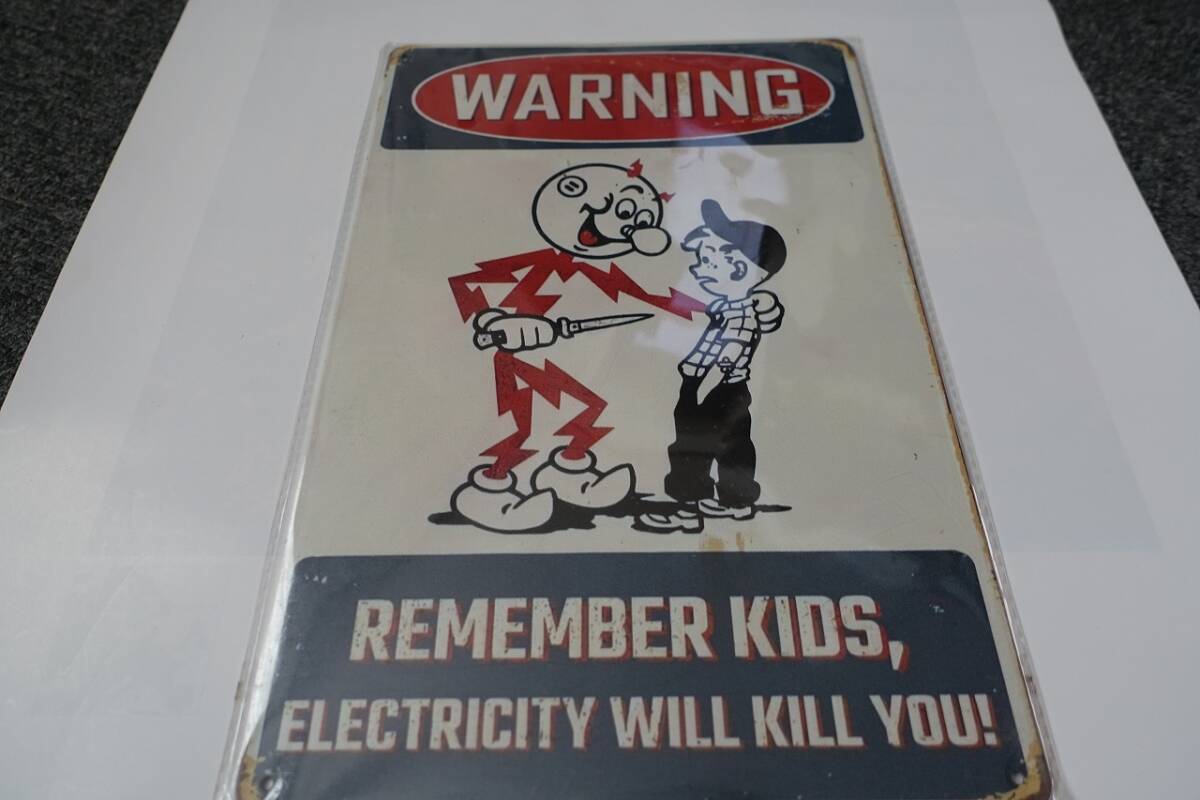 WARNING
REMEMBER KIDS,
ELECTRICITY WILL KILL YOU!